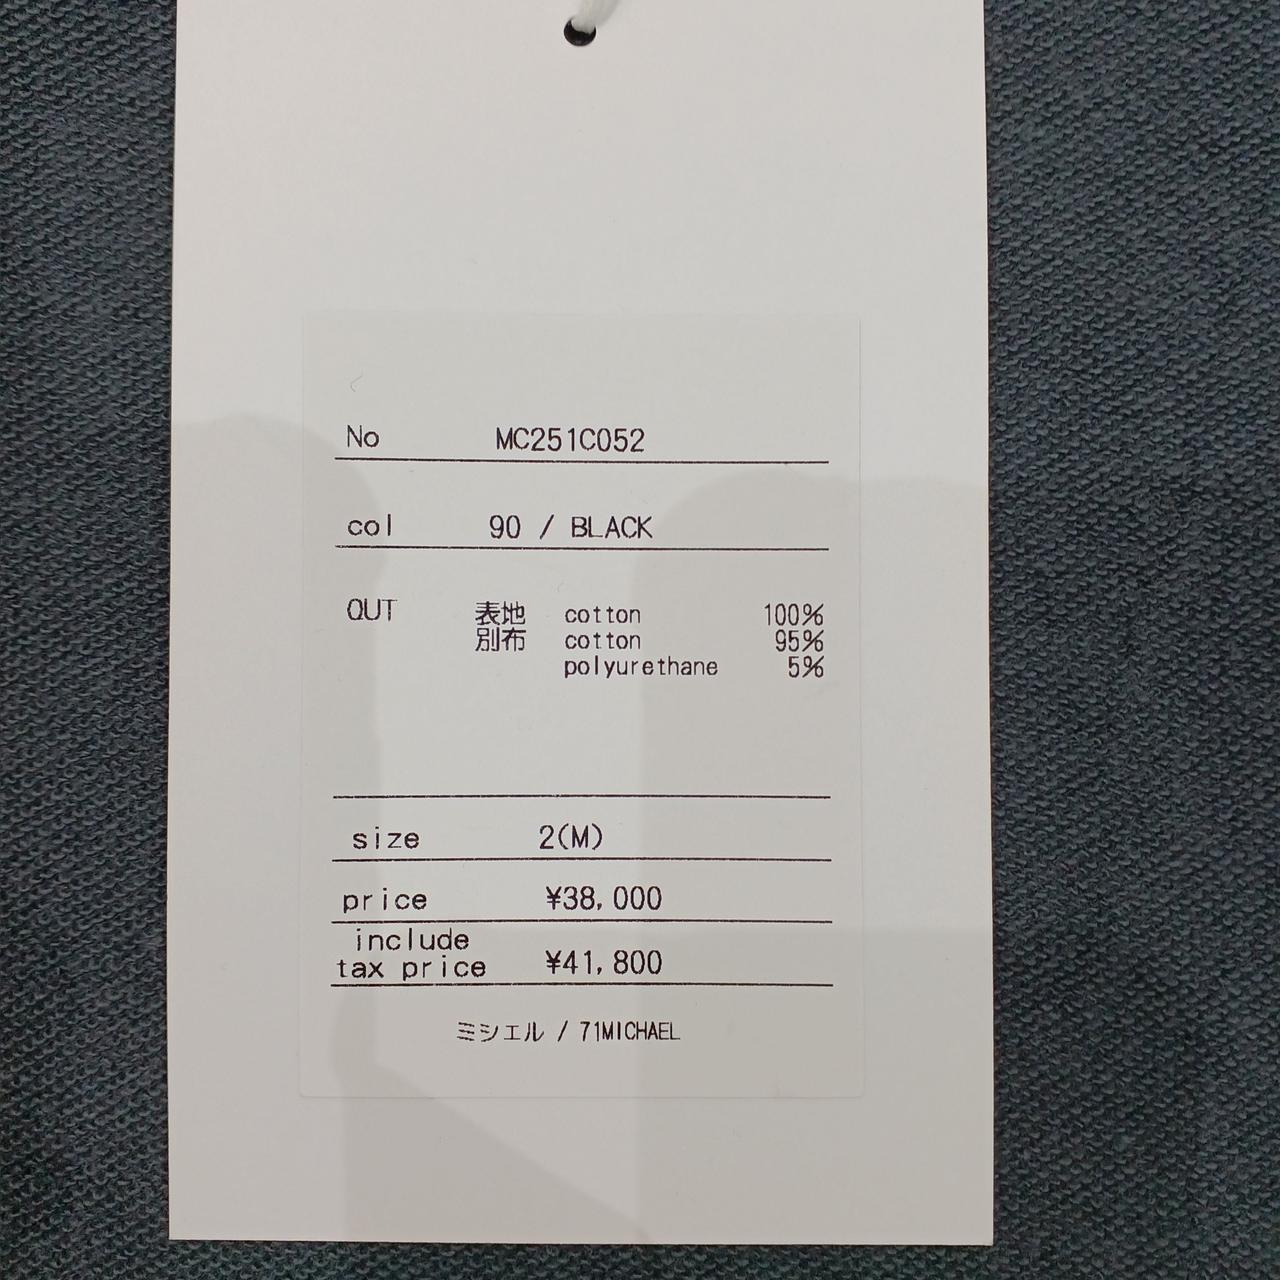 No MC251C052
col 90 / BLACK
OUT 表地 cotton 100%
別布 cotton 95%
polyurethane 5%
size 2(M)
price ¥38,000
include
tax price ¥41,800
ミシェル / 71MICHAEL